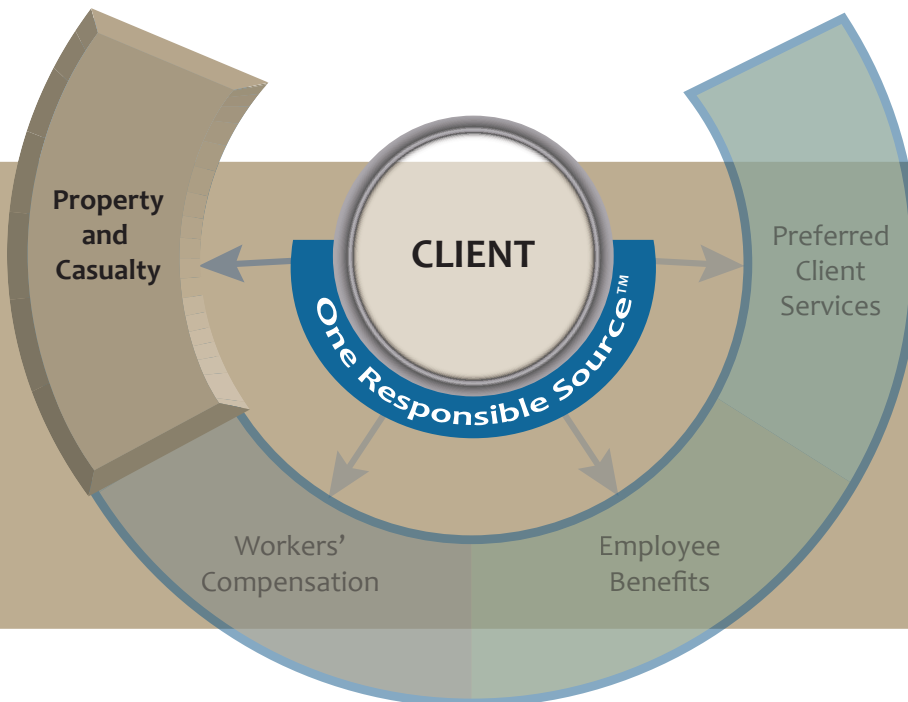 Property
and
Casualty
CLIENT
One Responsible Source™
Preferred
Client
Services
Workers’
Compensation
Employee
Benefits